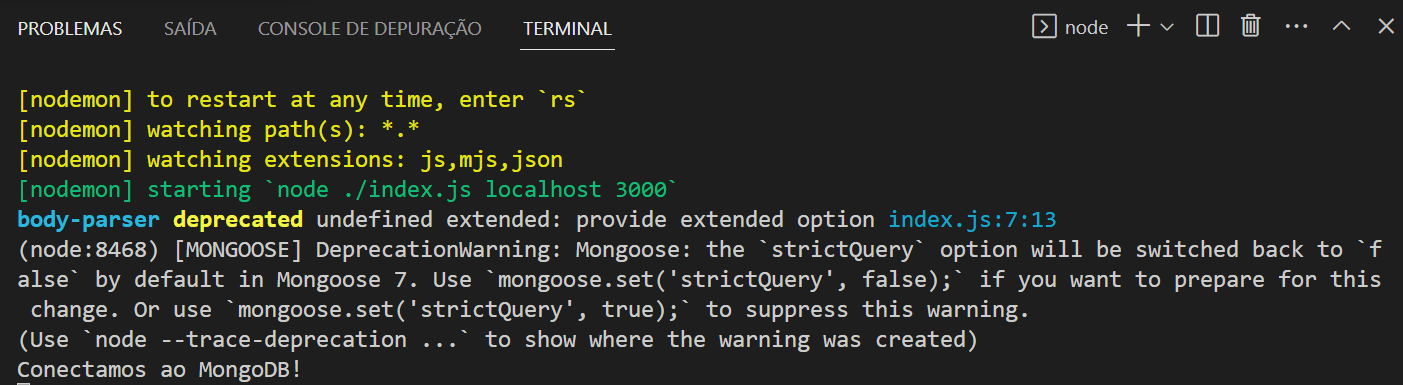 PROBLEMAS SAÍDA CONSOLE DE DEPURAÇÃO TERMINAL node
[nodemon] to restart at any time, enter `rs`
[nodemon] watching path(s): *.*
[nodemon] watching extensions: js,mjs,json
[nodemon] starting `node ./index.js localhost 3000`
body-parser deprecated undefined extended: provide extended option index.js:7:13
(node:8468) [MONGOOSE] DeprecationWarning: Mongoose: the `strictQuery` option will be switched back to `f
alse` by default in Mongoose 7. Use `mongoose.set('strictQuery', false);` if you want to prepare for this
 change. Or use `mongoose.set('strictQuery', true);` to suppress this warning.
(Use `node --trace-deprecation ...` to show where the warning was created)
Conectamos ao MongoDB!